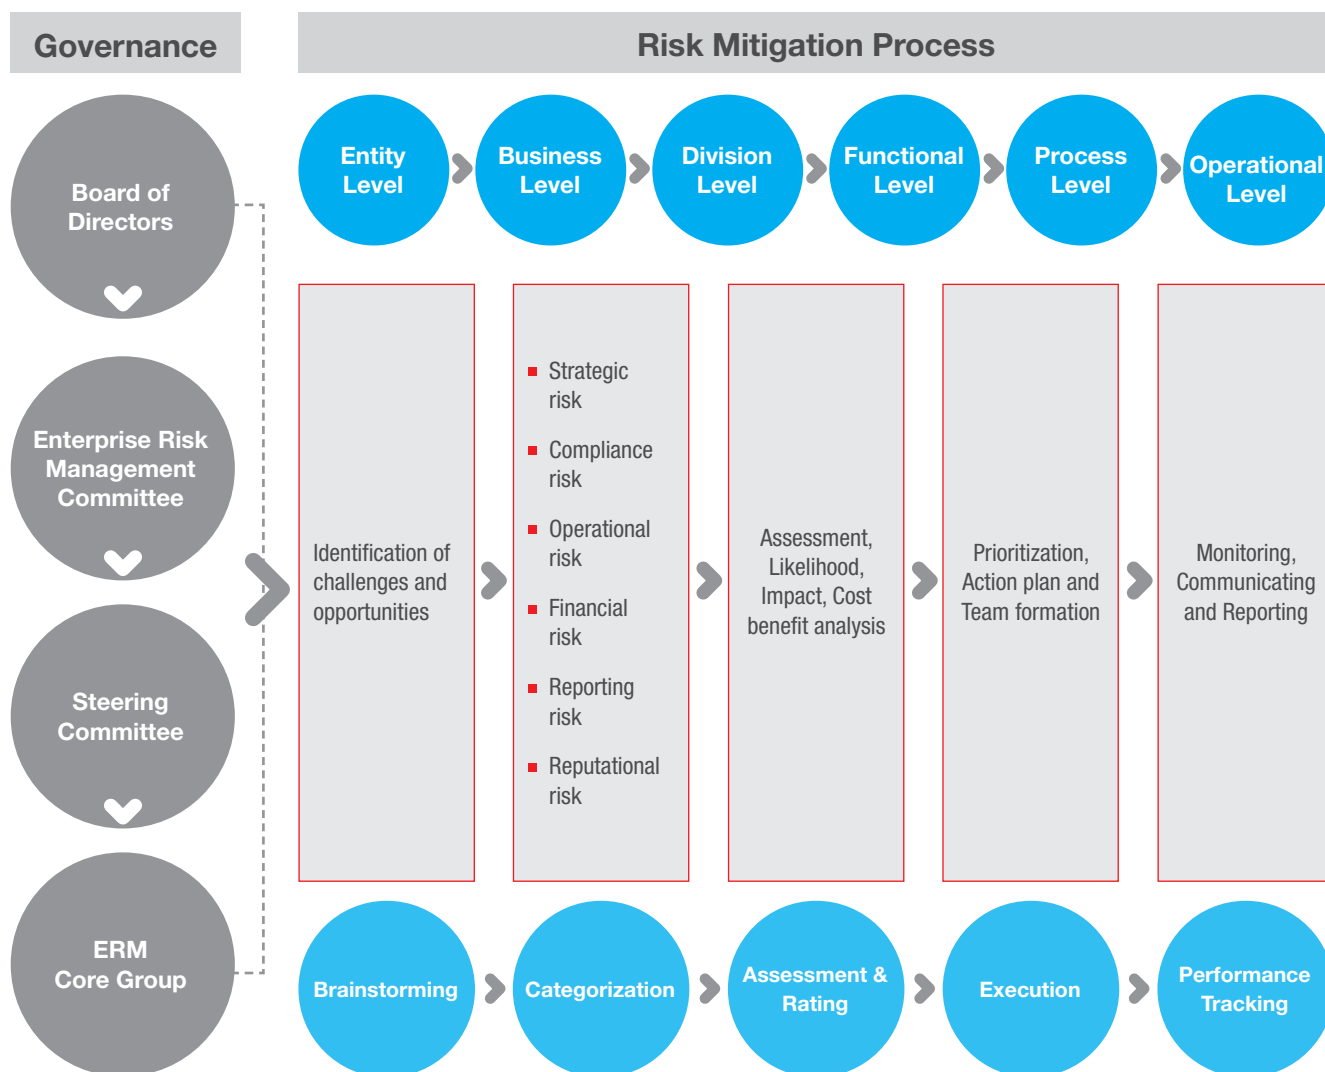 Governance
Risk Mitigation Process
Board of
Directors
Enterprise Risk
Management
Committee
Steering
Committee
ERM
Core Group
Entity
Level
Business
Level
Division
Level
Functional
Level
Process
Level
Operational
Level
Identification of
challenges and
opportunities
Strategic
risk
Compliance
risk
Operational
risk
Financial
risk
Reporting
risk
Reputational
risk
Assessment,
Likelihood,
Impact, Cost
benefit analysis
Prioritization,
Action plan and
Team formation
Monitoring,
Communicating
and Reporting
Brainstorming
Categorization
Assessment &
Rating
Execution
Performance
Tracking